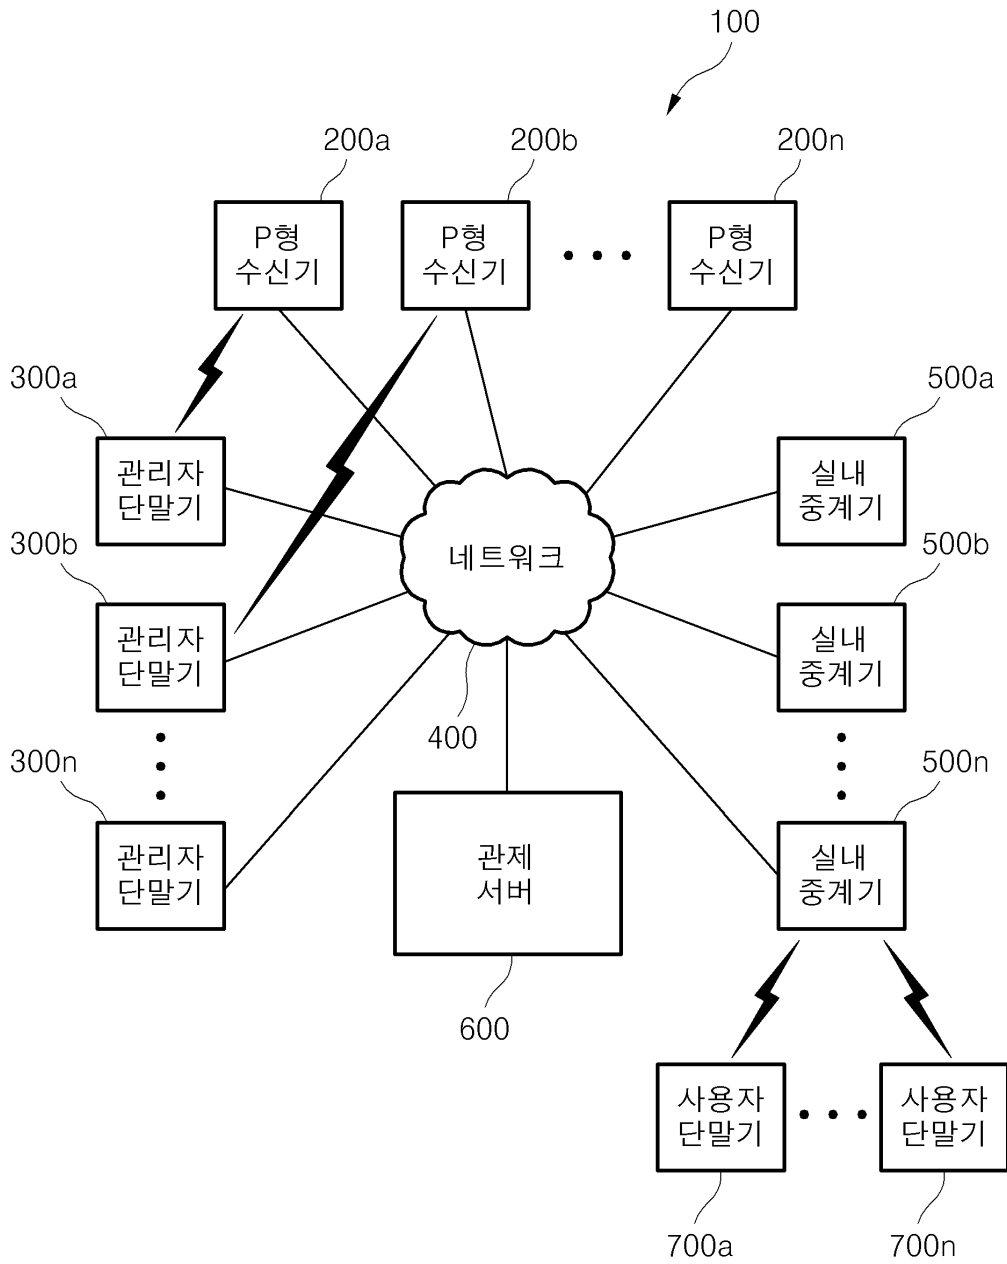 100
200a
200b
200n
P형
수신기
P형
수신기
P형
수신기
300a
500a
관리자
단말기
실내
중계기
300b
500b
네트워크
관리자
단말기
실내
중계기
400
300n
500n
관리자
단말기
관제
서버
실내
중계기
600
사용자
단말기
사용자
단말기
700a
700n